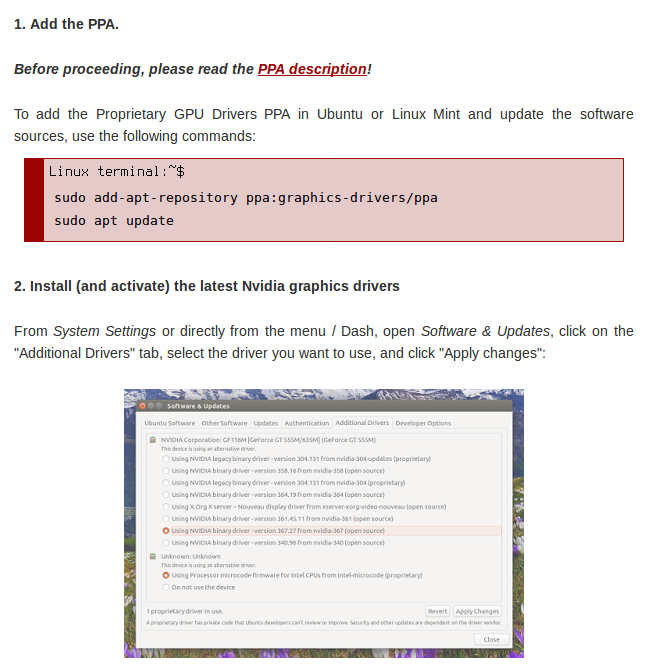 1. Add the PPA.
Before proceeding, please read the PPA description!
To add the Proprietary GPU Drivers PPA in Ubuntu or Linux Mint and update the software
sources, use the following commands:
Linux terminal:~$
sudo add-apt-repository ppa:graphics-drivers/ppa
sudo apt update
2. Install (and activate) the latest Nvidia graphics drivers
From System Settings or directly from the menu / Dash, open Software & Updates, click on the
"Additional Drivers" tab, select the driver you want to use, and click "Apply changes":
Software & Updates
Ubuntu Software Other Software Updates Authentication Additional Drivers Developer Options
NVIDIA Corporation: GF116M [GeForce GT 555M/635M] (GeForce GT 555M)
This device is using an alternative driver.
Using NVIDIA legacy binary driver - version 304.131 from nvidia-304-updates (proprietary)
Using NVIDIA binary driver - version 358.16 from nvidia-358 (open source)
Using NVIDIA legacy binary driver - version 304.131 from nvidia-304 (proprietary)
Using NVIDIA binary driver - version 364.19 from nvidia-364 (open source)
Using X.Org X server -- Nouveau display driver from xserver-xorg-video-nouveau (open source)
Using NVIDIA binary driver - version 361.45.11 from nvidia-361 (open source)
Using NVIDIA binary driver - version 367.27 from nvidia-367 (open source)
Using NVIDIA binary driver - version 340.96 from nvidia-340 (open source)
Unknown: Unknown
This device is using an alternative driver.
Using Processor microcode firmware for Intel CPUs from intel-microcode (proprietary)
Do not use the device
1 proprietary driver in use.
Revert Apply Changes
A proprietary driver has private code that Ubuntu developers can't review or improve. Security and other updates are dependent on the driver vendor.
Close